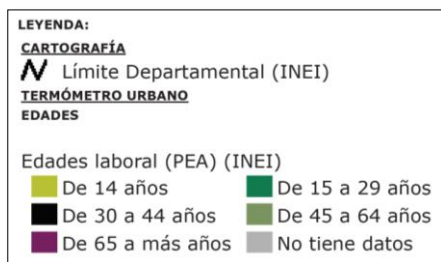 LEYENDA:
CARTOGRAFÍA
Límite Departamental (INEI)
TERMÓMETRO URBANO
EDADES
Edades laboral (PEA) (INEI)
De 14 años De 15 a 29 años
De 30 a 44 años De 45 a 64 años
De 65 a más años No tiene datos